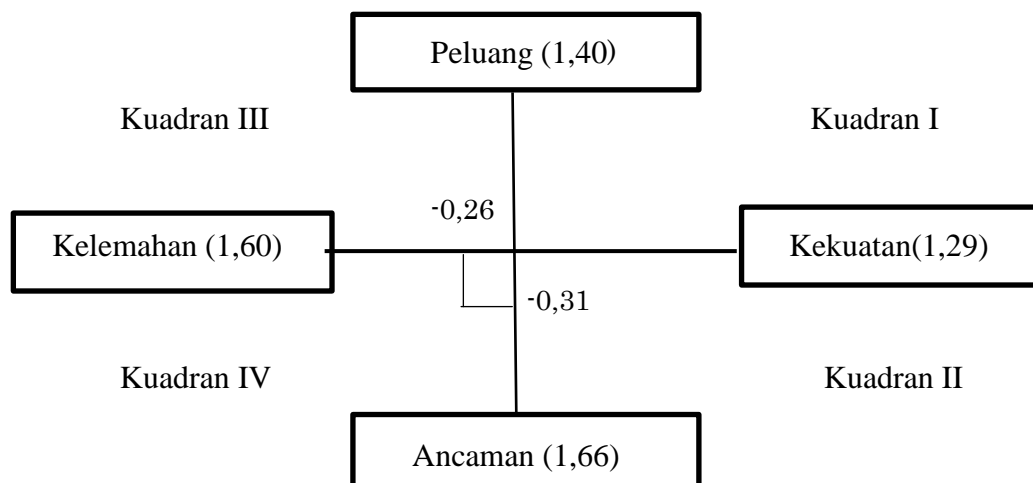 Peluang (1,40)
Kuadran III
Kuadran I
-0,26
Kelemahan (1,60)
Kekuatan(1,29)
-0,31
Kuadran IV
Kuadran II
Ancaman (1,66)